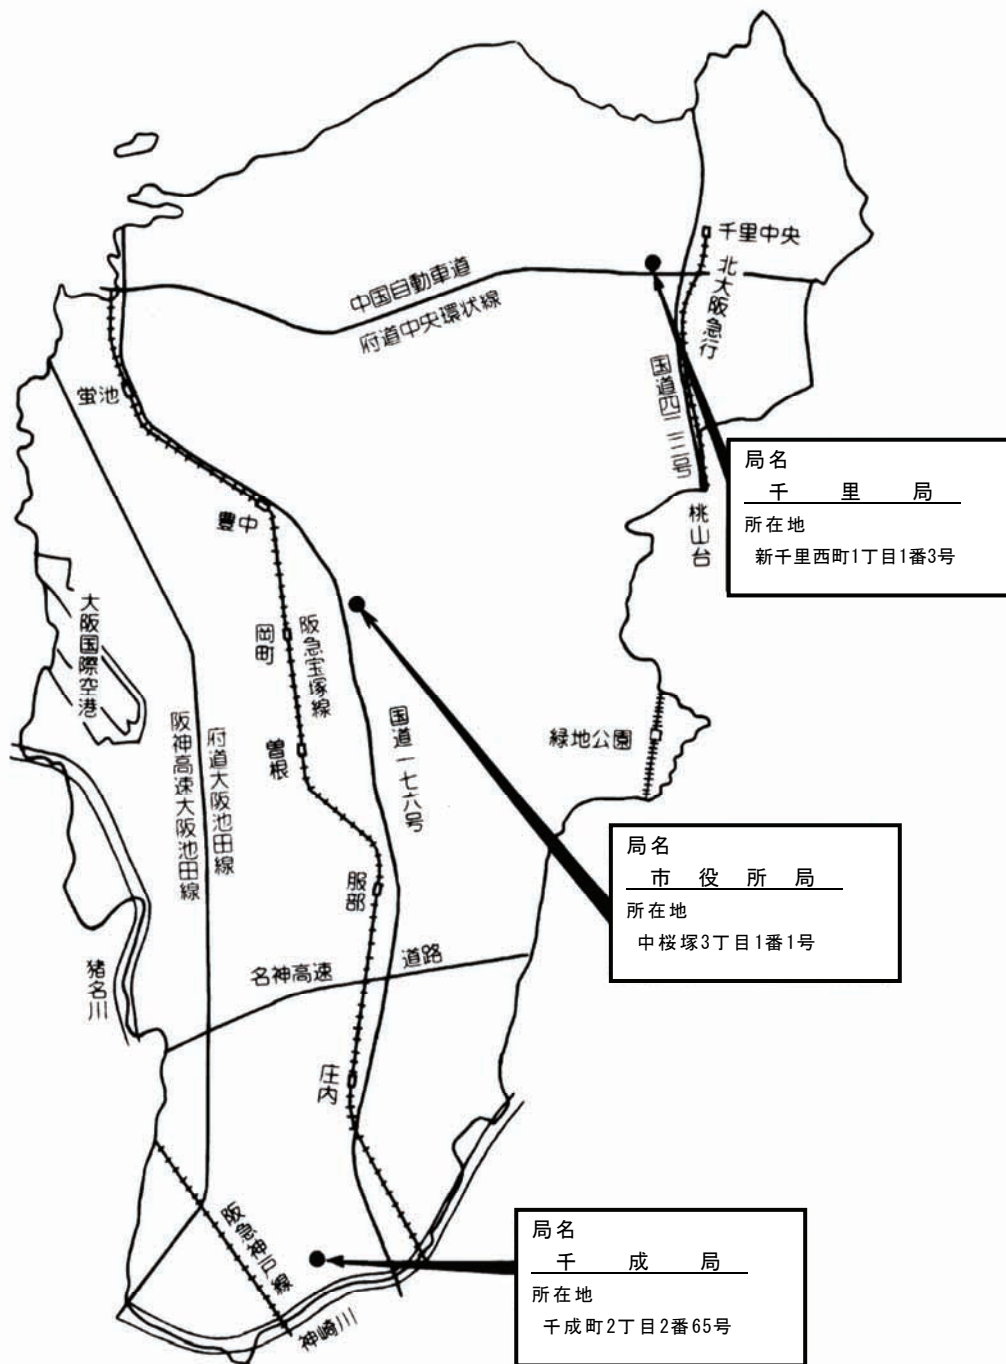 千里中央
北大阪急行
中国自動車道
府道中央環状線
国道四二三号
蛍池
局名
千里局
所在地
新千里西町1丁目1番3号
桃山台
豊中
大阪国際空港
岡町
阪急宝塚線
曽根
国道一七六号
緑地公園
阪神高速大阪池田線
府道大阪池田線
局名
市役所局
所在地
中桜塚3丁目1番1号
服部
猪名川
名神高速道路
庄内
阪急神戸線
局名
千成局
所在地
千成町2丁目2番65号
神崎川